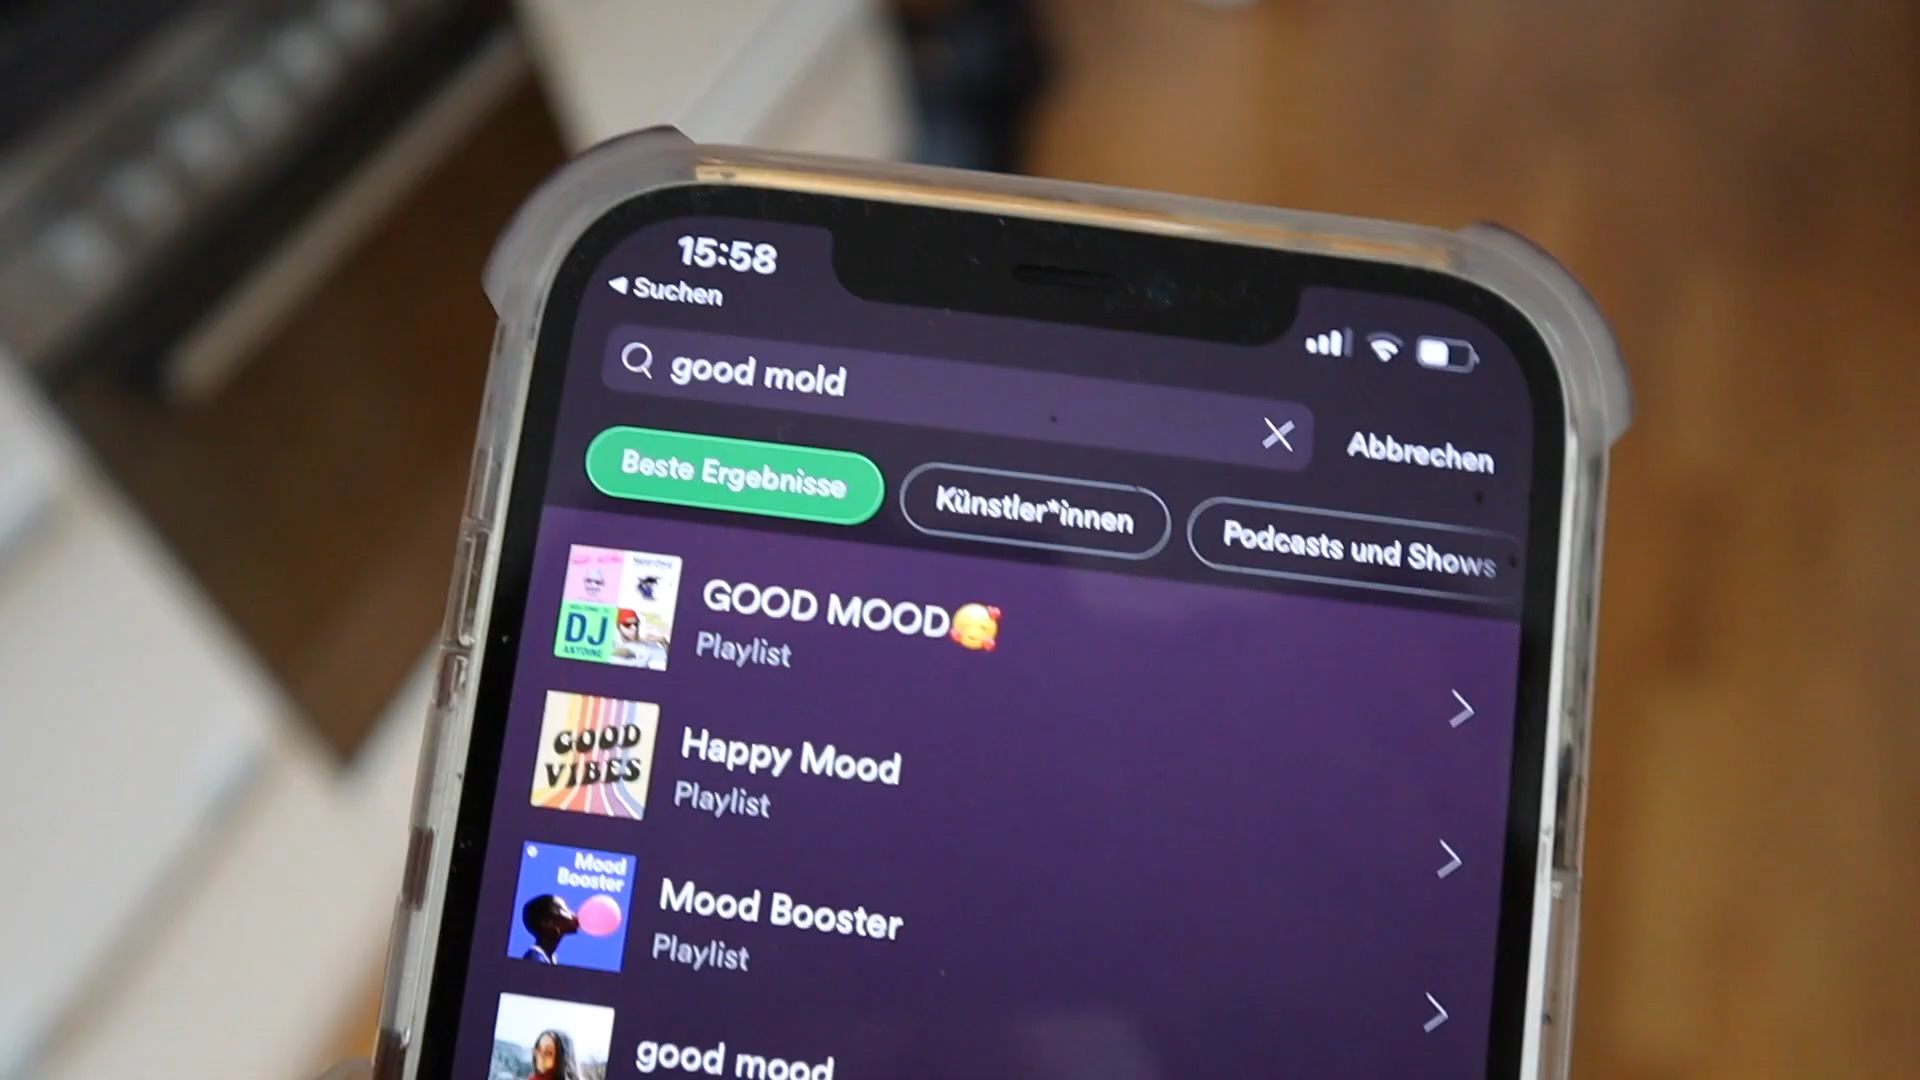 15:58
◀ Suchen
good mold
Abbrechen
Beste Ergebnisse
Künstler*innen
Podcasts und Shows
DJ
GOOD MOOD🥰
Playlist
GOOD
VIBES
Happy Mood
Playlist
Mood
Booster
Mood Booster
Playlist
good mood